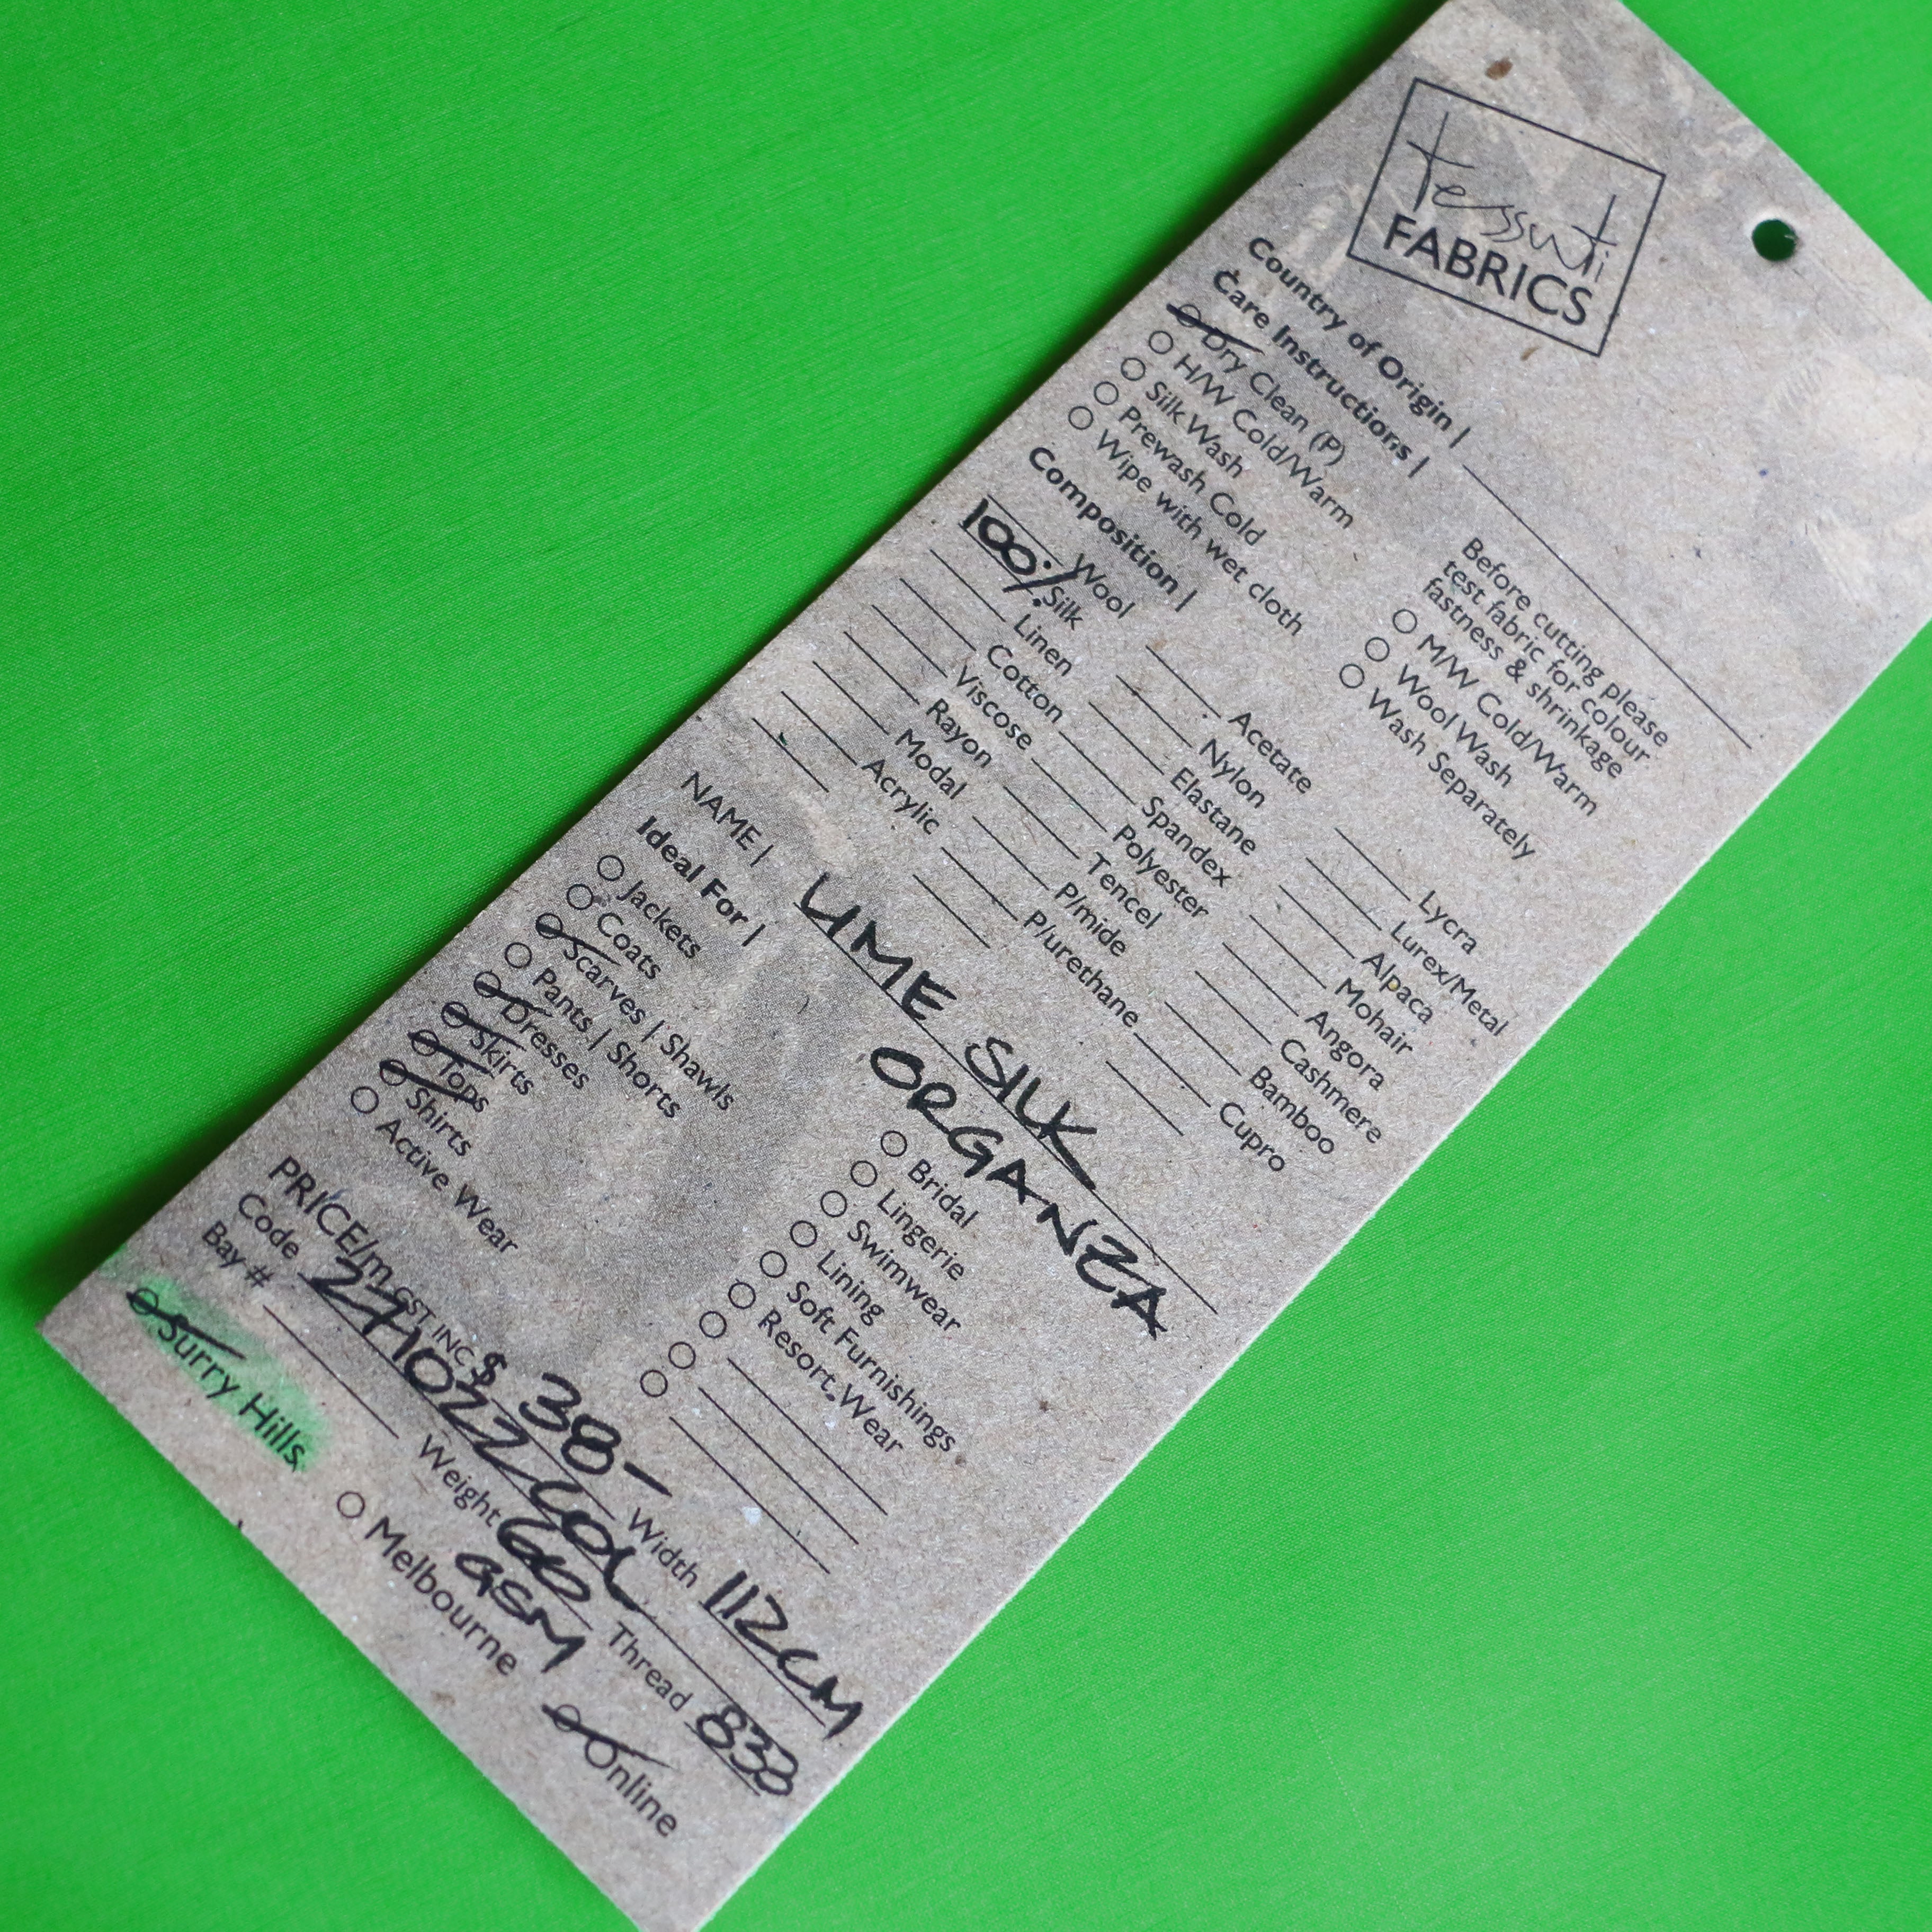 tessuti
FABRICS
Country of Origin |
Care Instructions |
Dry Clean (P)
H/W Cold/Warm
Silk Wash
Prewash Cold
Wipe with wet cloth
Before cutting please
test fabric for colour
fastness & shrinkage
M/W Cold/Warm
Wool Wash
Wash Separately
Composition |
Wool
100% Silk
Linen
Cotton
Viscose
Rayon
Modal
Acrylic
Acetate
Nylon
Elastane
Spandex
Polyester
Tencel
P/mide
P/urethane
Lycra
Lurex/Metal
Alpaca
Mohair
Angora
Cashmere
Bamboo
Cupro
NAME | LIME SILK
ORGANZA
Ideal For |
Jackets
Coats
Scarves | Shawls
Pants | Shorts
Dresses
Skirts
Tops
Shirts
Active Wear
Bridal
Lingerie
Swimwear
Lining
Soft Furnishings
Resort Wear
PRICE/m GST INC $ 38- Width 112CM
Code Thread 833
Bay # Weight 60
GSM
Surry Hills
Melbourne
Online